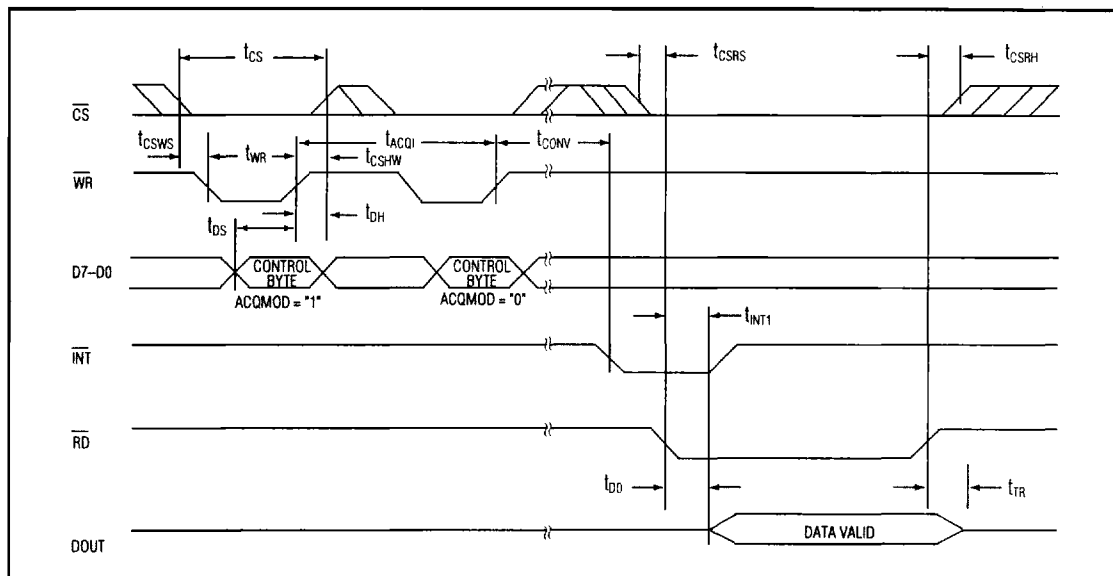 tCS
tCSRS
tCSRH
CS
tCSWS
tWR
tACQI
tCSHW
tCONV
WR
tDS
tDH
D7–D0
CONTROL BYTE
ACQMOD = "1"
CONTROL BYTE
ACQMOD = "0"
tINT1
INT
RD
tD0
tTR
DOUT
DATA VALID